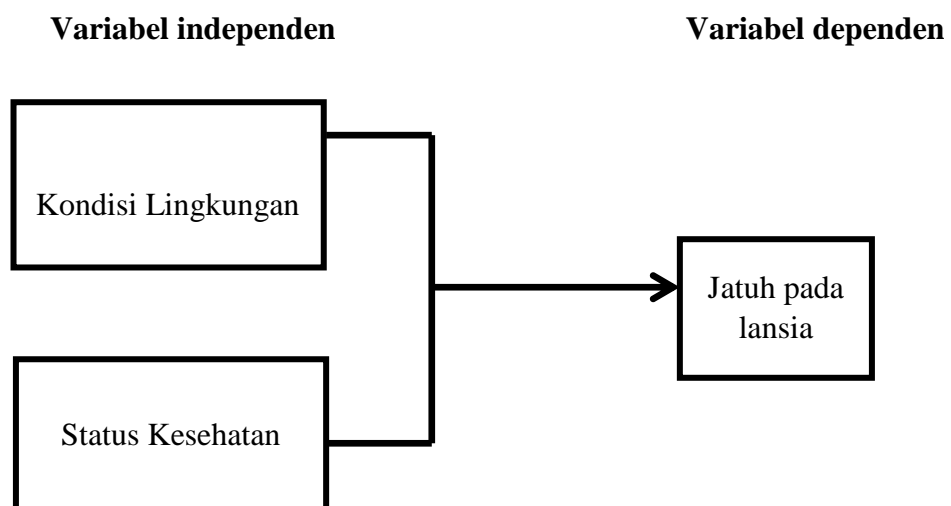 Variabel independen
Variabel dependen
Kondisi Lingkungan
Jatuh pada
lansia
Status Kesehatan